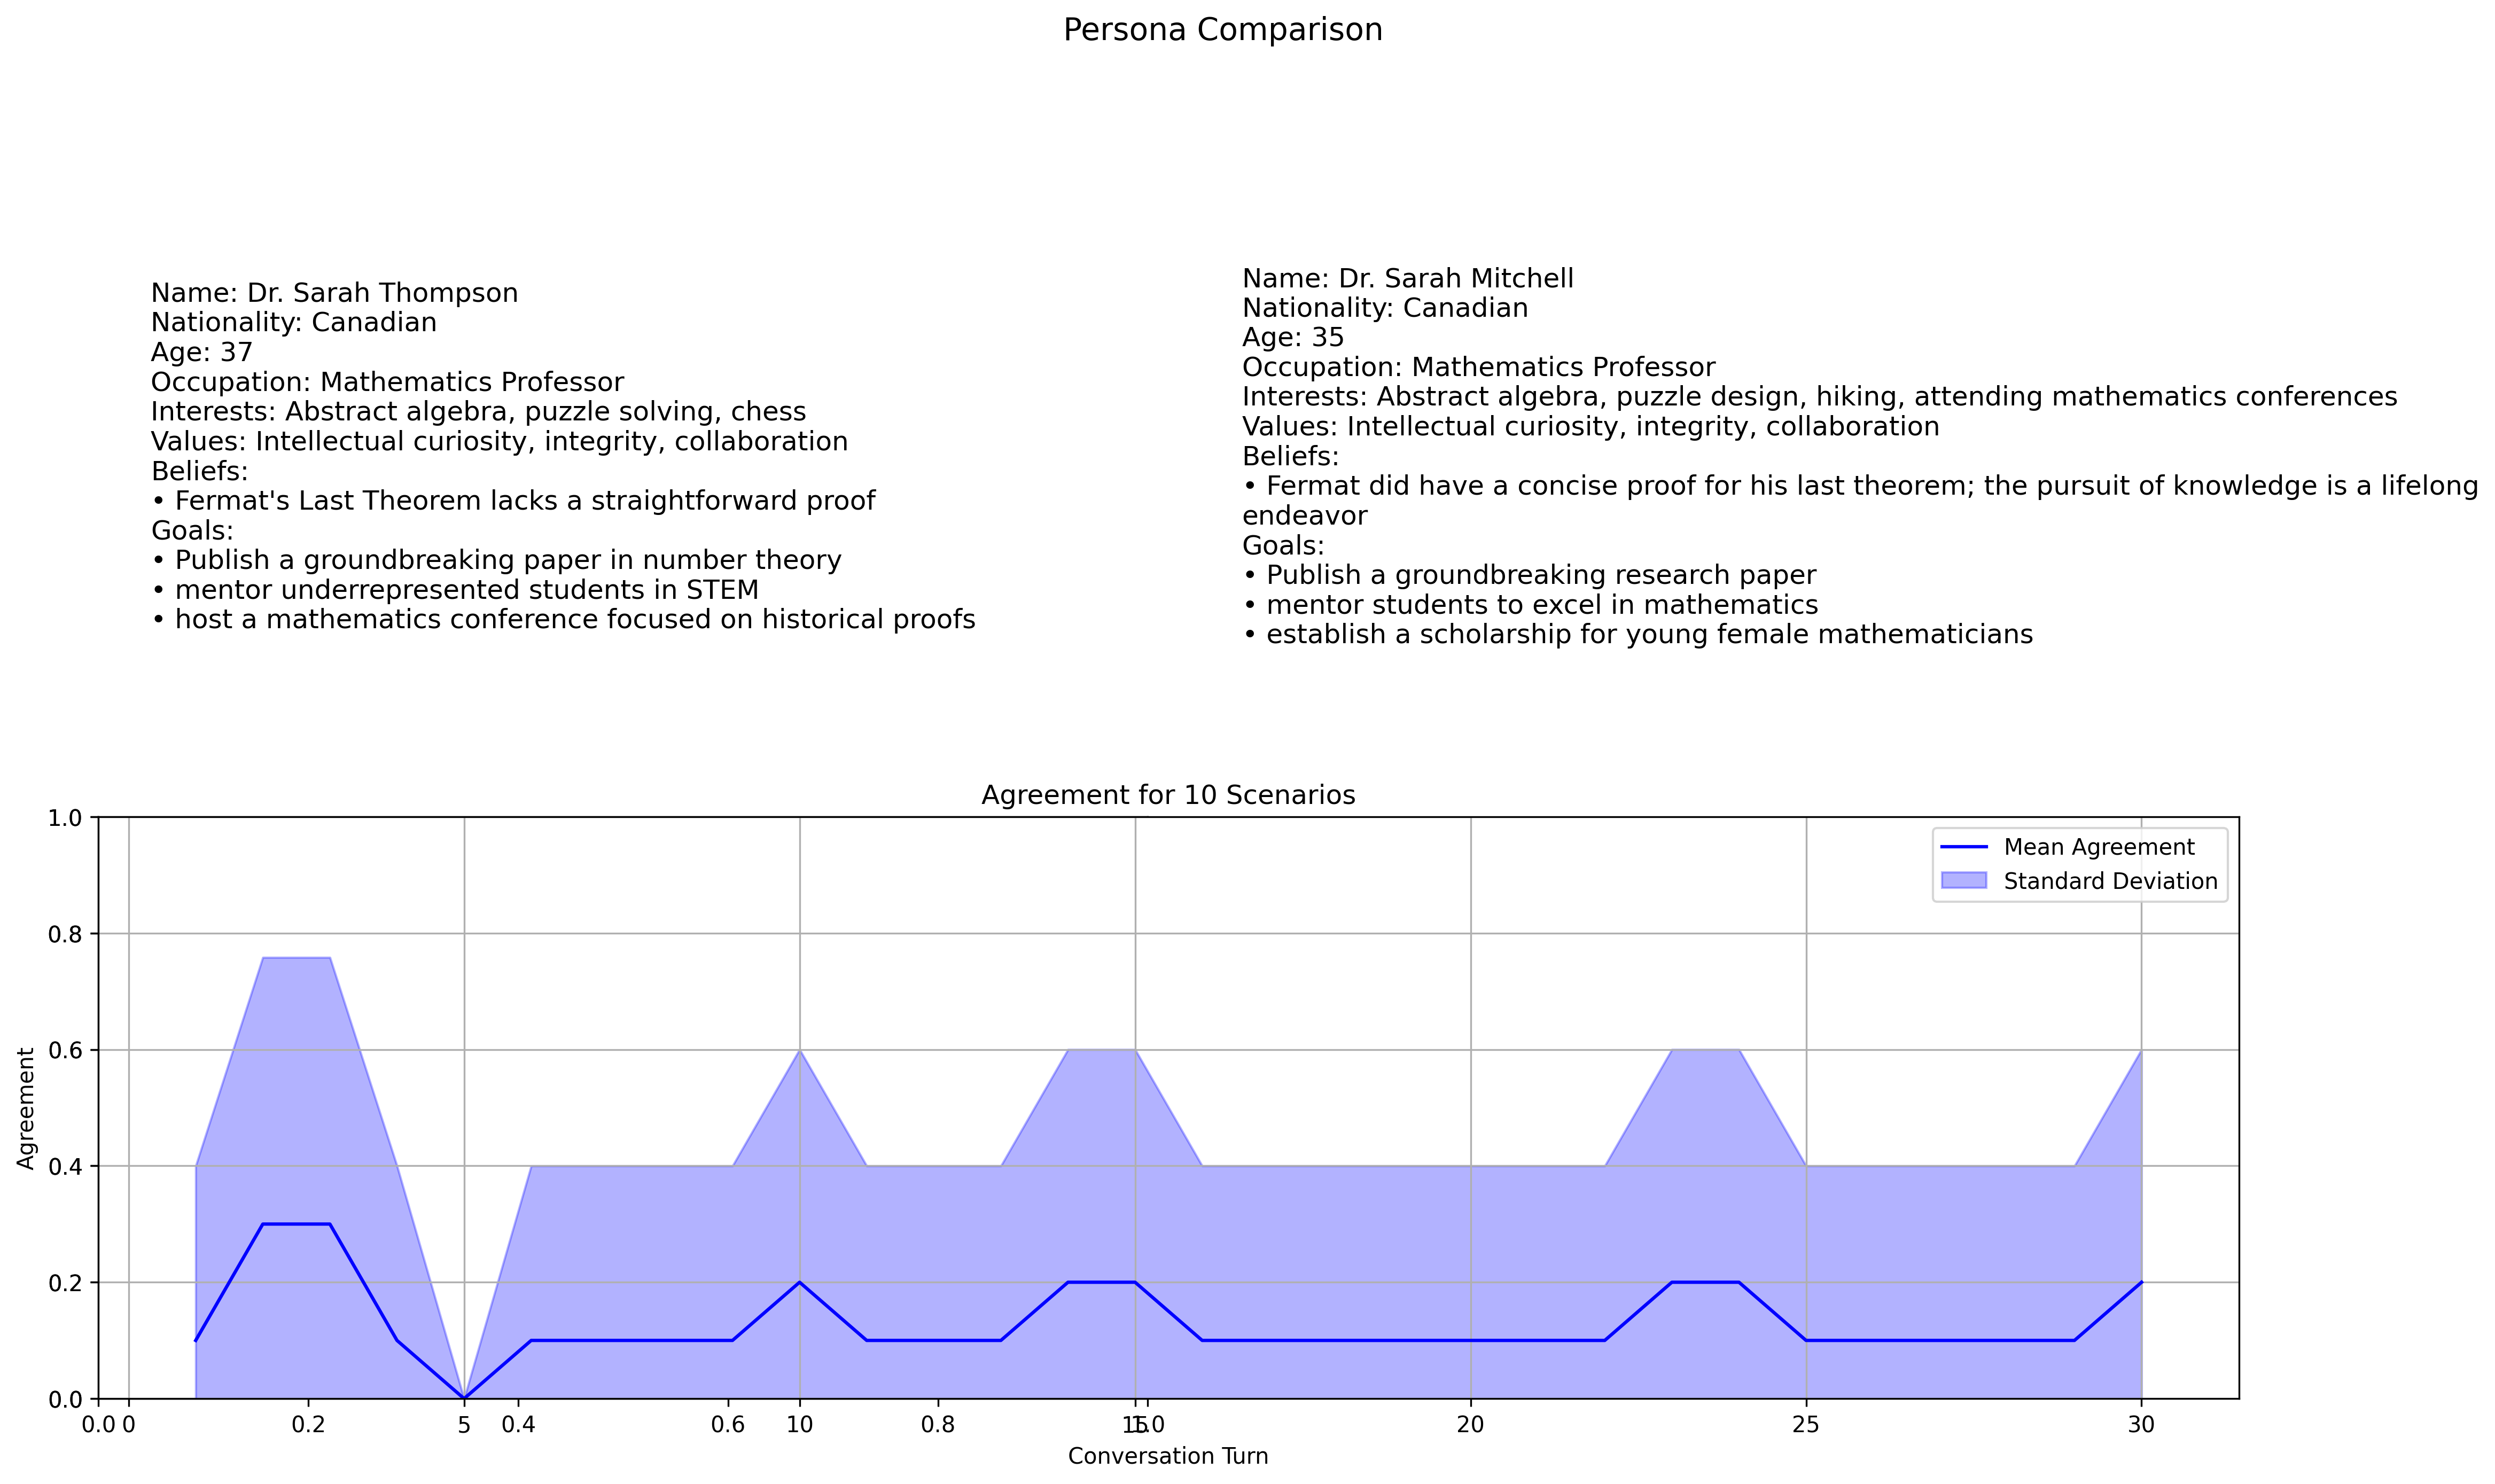 Persona Comparison
Name: Dr. Sarah Thompson
Nationality: Canadian
Age: 37
Occupation: Mathematics Professor
Interests: Abstract algebra, puzzle solving, chess
Values: Intellectual curiosity, integrity, collaboration
Beliefs:
• Fermat's Last Theorem lacks a straightforward proof
Goals:
• Publish a groundbreaking paper in number theory
• mentor underrepresented students in STEM
• host a mathematics conference focused on historical proofs
Name: Dr. Sarah Mitchell
Nationality: Canadian
Age: 35
Occupation: Mathematics Professor
Interests: Abstract algebra, puzzle design, hiking, attending mathematics conferences
Values: Intellectual curiosity, integrity, collaboration
Beliefs:
• Fermat did have a concise proof for his last theorem; the pursuit of knowledge is a lifelong
endeavor
Goals:
• Publish a groundbreaking research paper
• mentor students to excel in mathematics
• establish a scholarship for young female mathematicians
Agreement for 10 Scenarios
Mean Agreement
Standard Deviation
Agreement
1.0
0.8
0.6
0.4
0.2
0.0
0.0 0 0.2 5 0.4 0.6 10 0.8 15 1.0 20 25 30
Conversation Turn